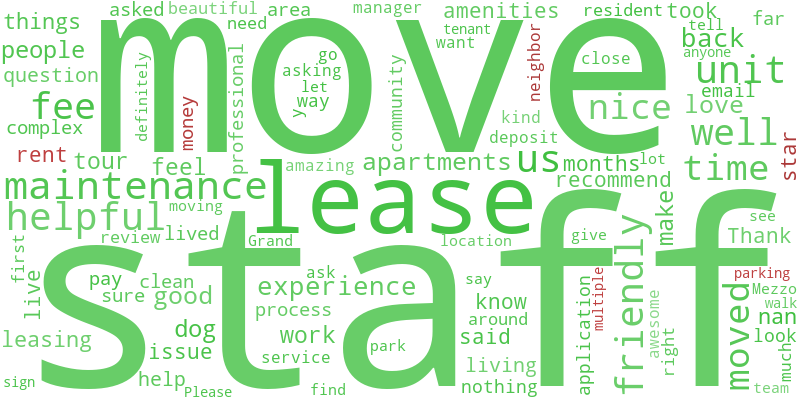 things
asked
beautiful
need
area
manager
amenities
resident
took
far
people
question
move
tell
back
anyone
tenant
want
unit
email
love
fee
nice
well
complex
definitely
money
professional
go
asking
let
way
y
community
neighbor
close
kind
deposit
rent
tour
feel
amazing
apartments
us
months
lot
time
star
maintenance
lease
recommend
helpful
moving
make
see
Thank
review
lived
Grand
location
give
first
live
staff
friendly
parking
pay
sure
clean
good
experience
ask
say
know
process
around
multiple
application
awesome
right
moved
Mezzo
walk
nan
look
much
leasing
dog
issue
work
service
park
said
living
nothing
sign
help
Please
find
team